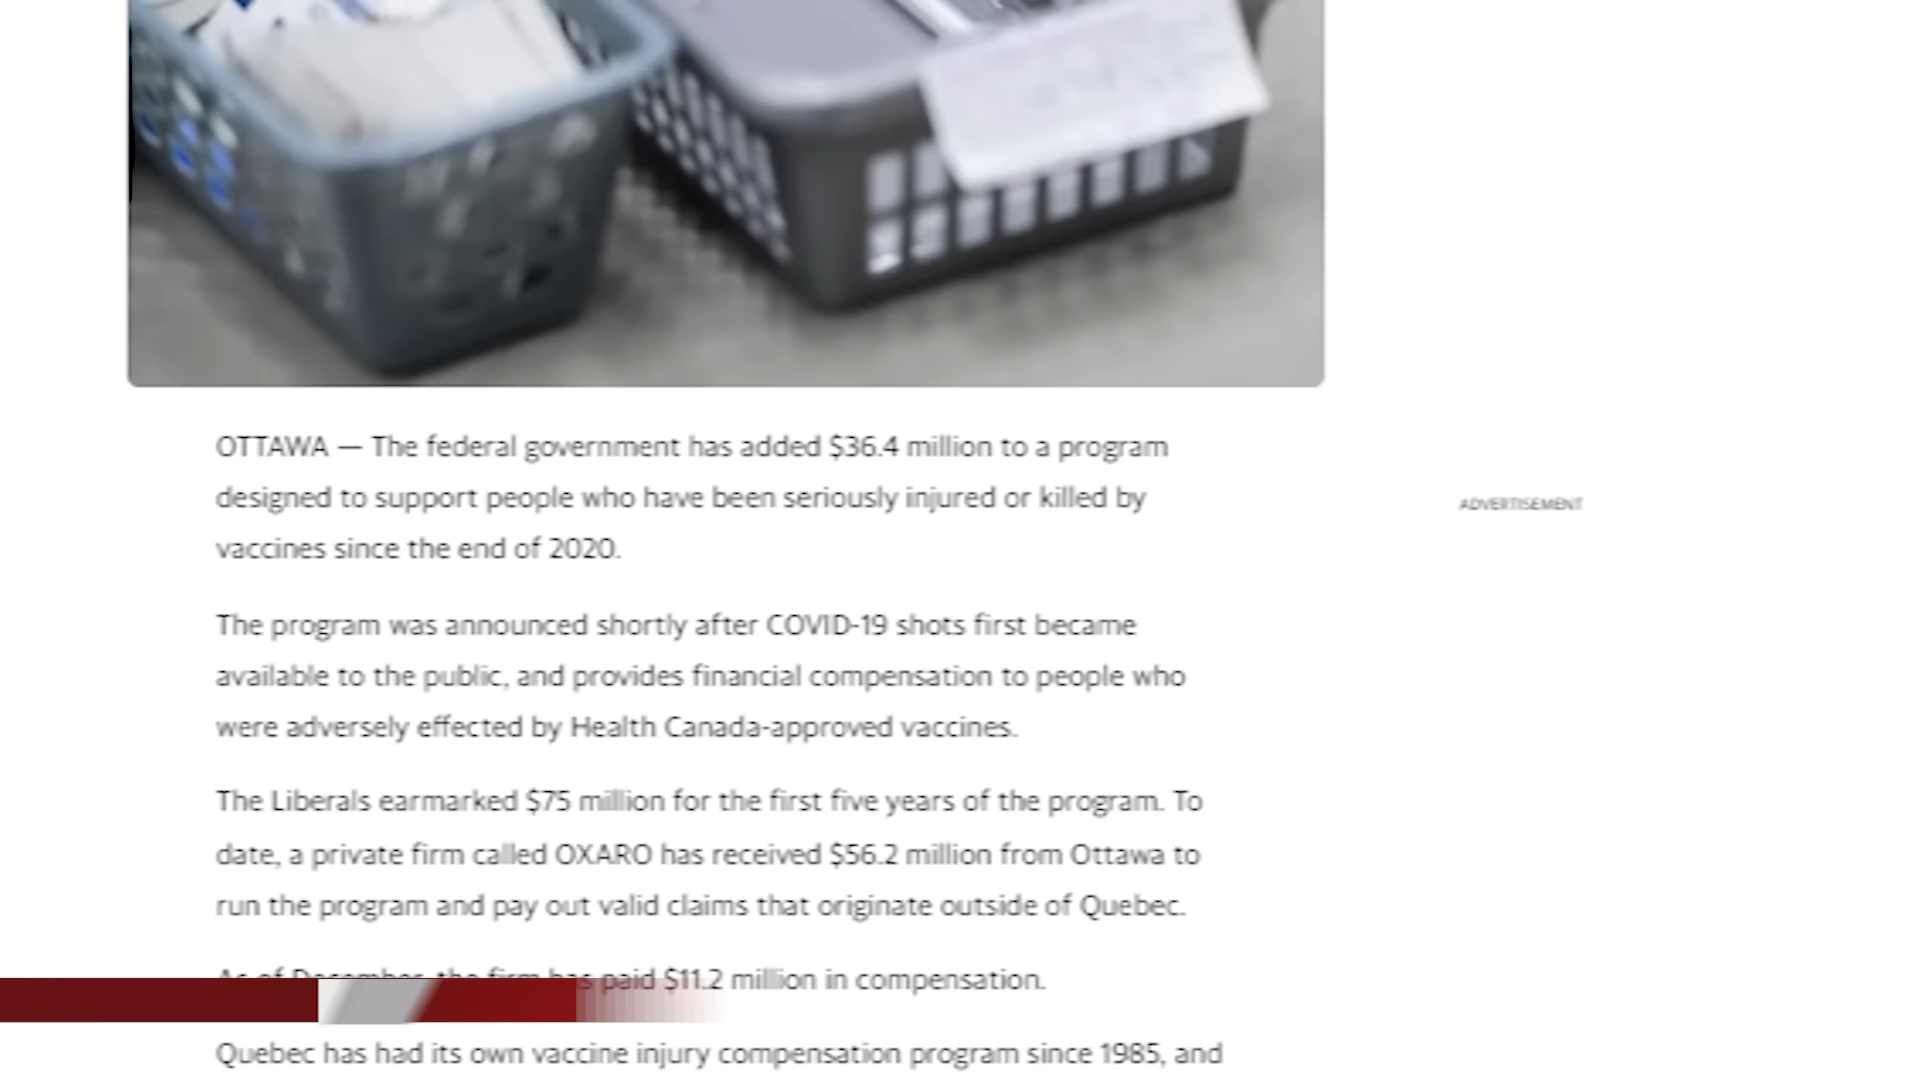 OTTAWA — The federal government has added $36.4 million to a program
designed to support people who have been seriously injured or killed by
vaccines since the end of 2020.
ADVERTISEMENT
The program was announced shortly after COVID-19 shots first became
available to the public, and provides financial compensation to people who
were adversely effected by Health Canada-approved vaccines.
The Liberals earmarked $75 million for the first five years of the program. To
date, a private firm called OXARO has received $56.2 million from Ottawa to
run the program and pay out valid claims that originate outside of Quebec.
As of December, the firm has paid $11.2 million in compensation.
Quebec has had its own vaccine injury compensation program since 1985, and